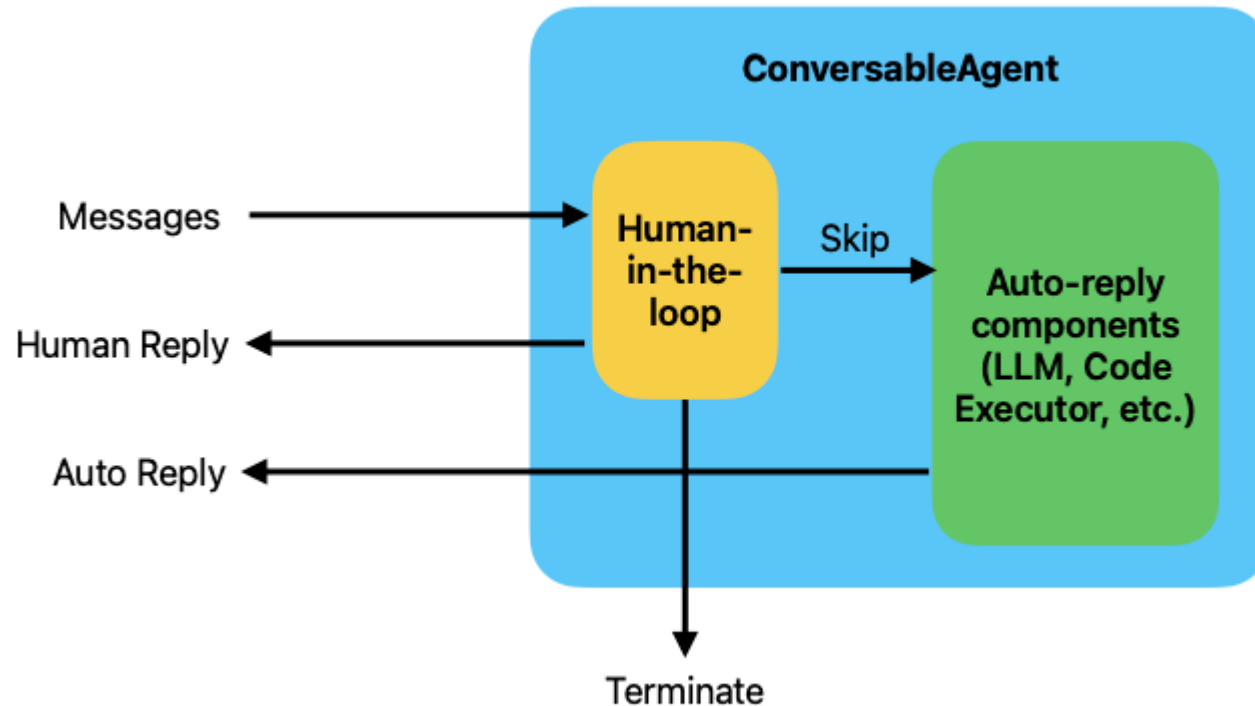 ConversableAgent
Messages
Human-
in-the-
loop
Skip
Auto-reply
components
(LLM, Code
Executor, etc.)
Human Reply
Auto Reply
Terminate